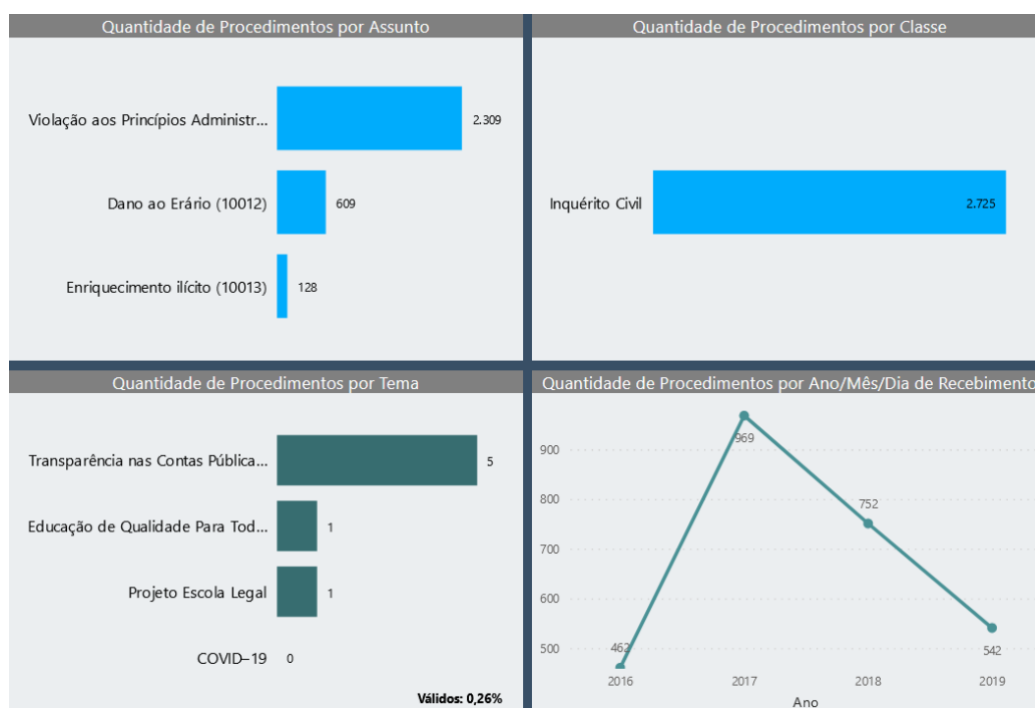 Quantidade de Procedimentos por Assunto
Violação aos Princípios Administr... 2.309
Dano ao Erário (10012) 609
Enriquecimento ilícito (10013) 128
Quantidade de Procedimentos por Classe
Inquérito Civil 2.725
Quantidade de Procedimentos por Tema
Transparência nas Contas Pública... 5
Educação de Qualidade Para Tod... 1
Projeto Escola Legal 1
COVID-19 0
Válidos: 0,26%
Quantidade de Procedimentos por Ano/Mês/Dia de Recebimento
900
800
700
600
500
462
969
752
542
2016 2017 2018 2019
Ano